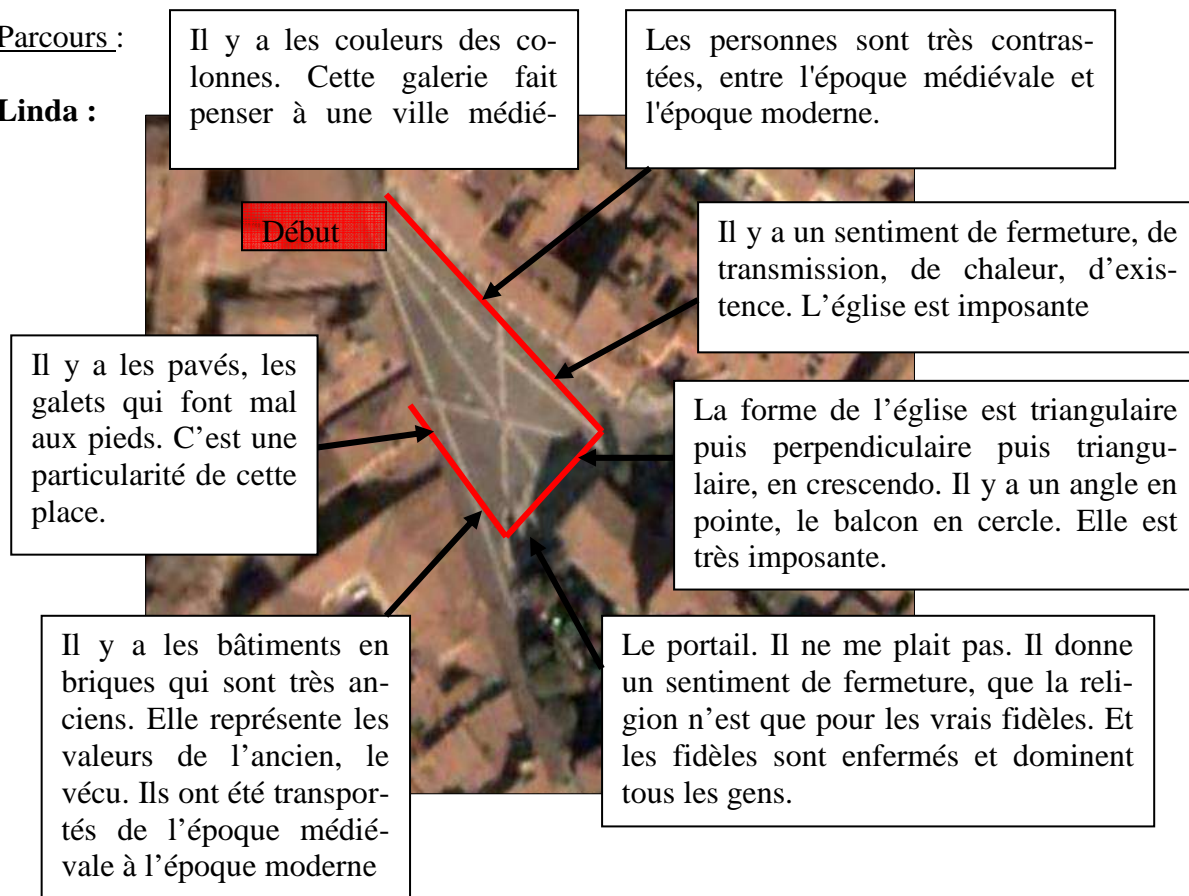 Parcours :
Linda :
Il y a les couleurs des co-
lonnes. Cette galerie fait
penser à une ville médié-
Les personnes sont très contras-
tées, entre l'époque médiévale et
l'époque moderne.
Début
Il y a un sentiment de fermeture, de
transmission, de chaleur, d’exis-
tence. L’église est imposante
Il y a les pavés, les
galets qui font mal
aux pieds. C’est une
particularité de cette
place.
La forme de l’église est triangulaire
puis perpendiculaire puis triangu-
laire, en crescendo. Il y a un angle en
pointe, le balcon en cercle. Elle est
très imposante.
Il y a les bâtiments en
briques qui sont très an-
ciens. Elle représente les
valeurs de l’ancien, le
vécu. Ils ont été transpor-
tés de l’époque médié-
vale à l’époque moderne
Le portail. Il ne me plait pas. Il donne
un sentiment de fermeture, que la reli-
gion n’est que pour les vrais fidèles. Et
les fidèles sont enfermés et dominent
tous les gens.